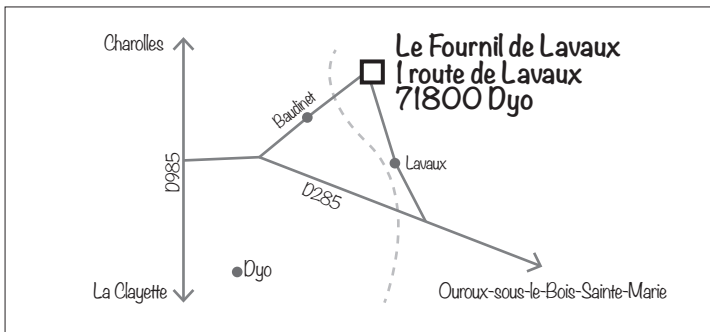 Charolles
Le Fournil de Lavaux
1 route de Lavaux
71800 Dyo
Baudinet
D985
Lavaux
D285
Dyo
La Clayette
Ouroux-sous-le-Bois-Sainte-Marie